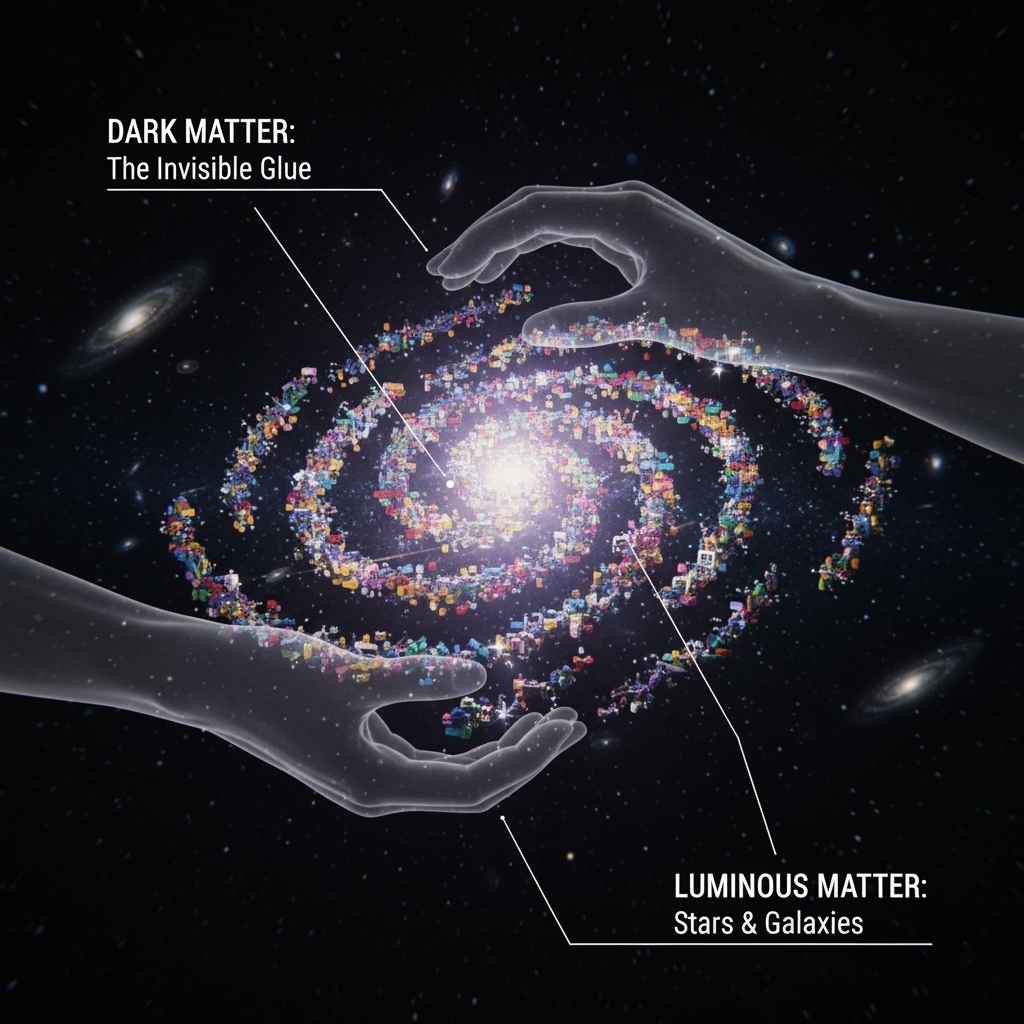 DARK MATTER:
The Invisible Glue
LUMINOUS MATTER:
Stars & Galaxies